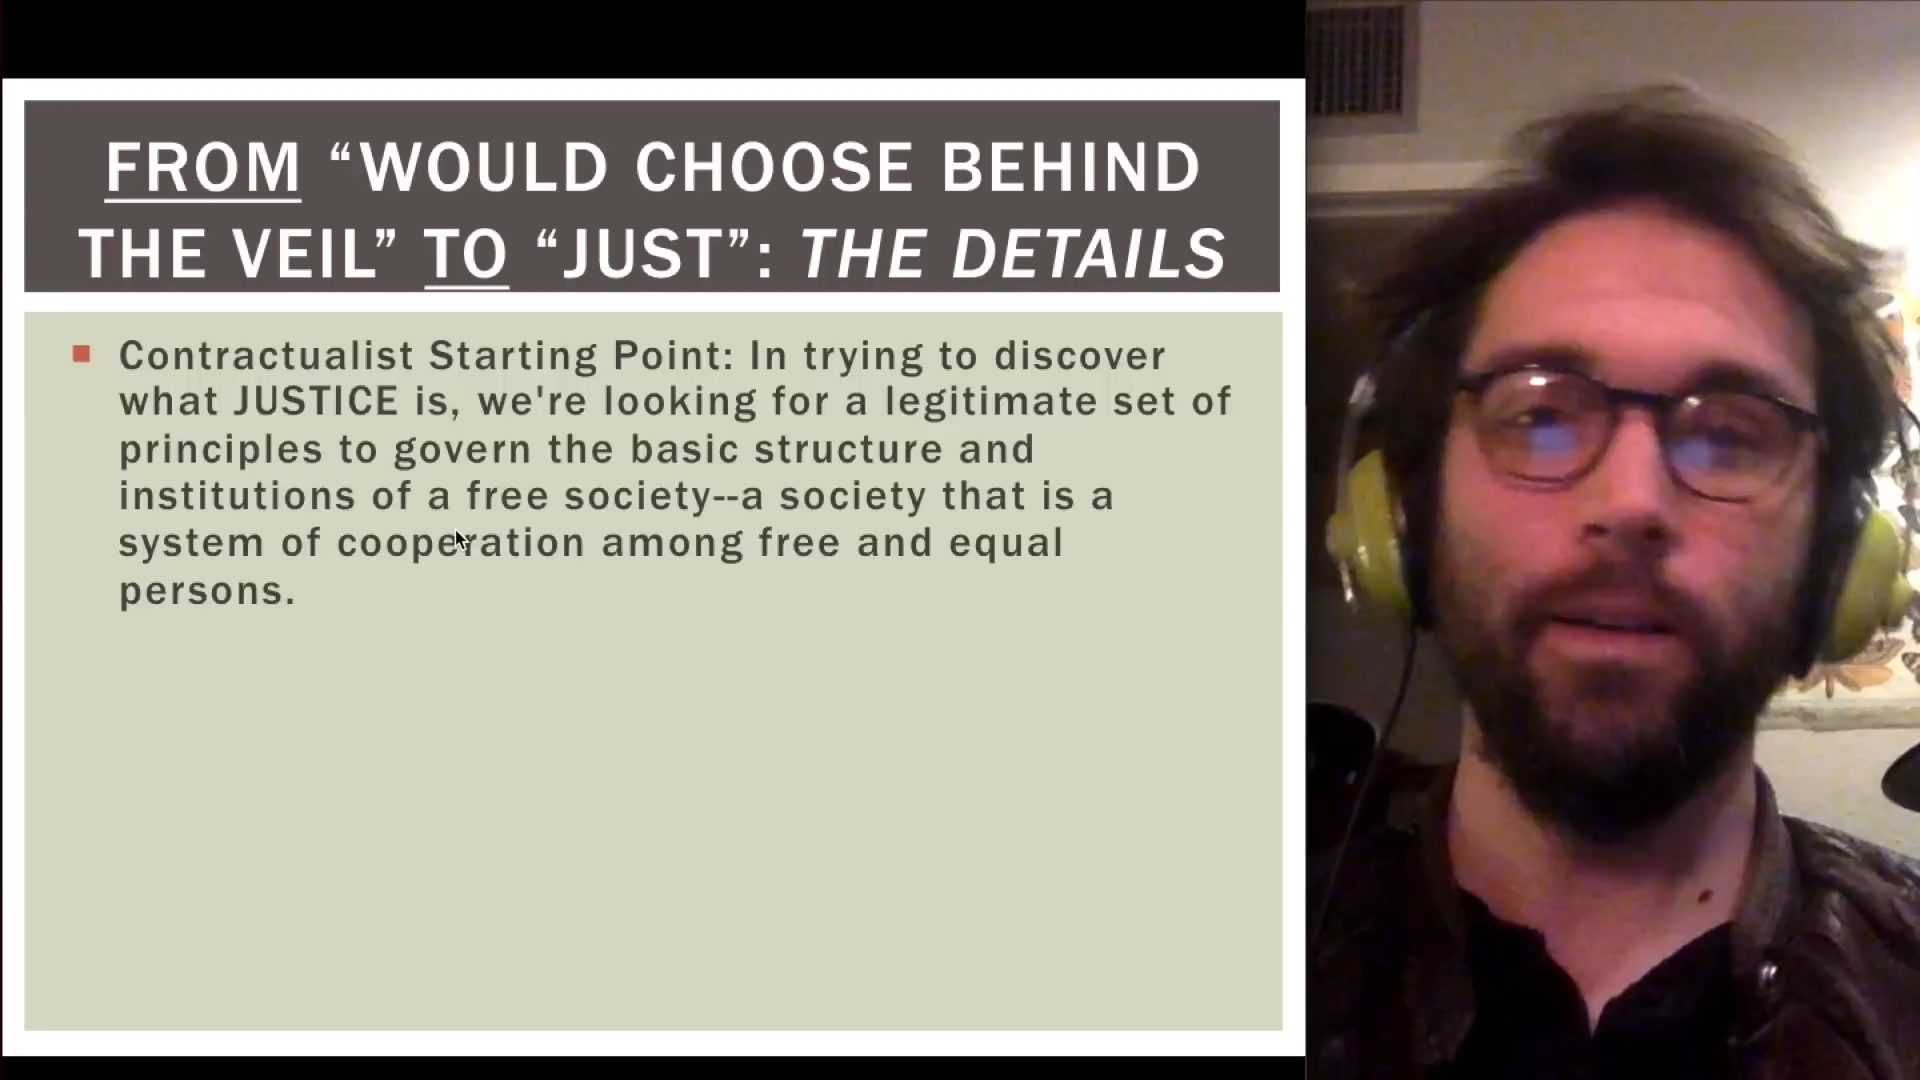 FROM “WOULD CHOOSE BEHIND
THE VEIL” TO “JUST”: THE DETAILS
Contractualist Starting Point: In trying to discover
what JUSTICE is, we're looking for a legitimate set of
principles to govern the basic structure and
institutions of a free society--a society that is a
system of cooperation among free and equal
persons.